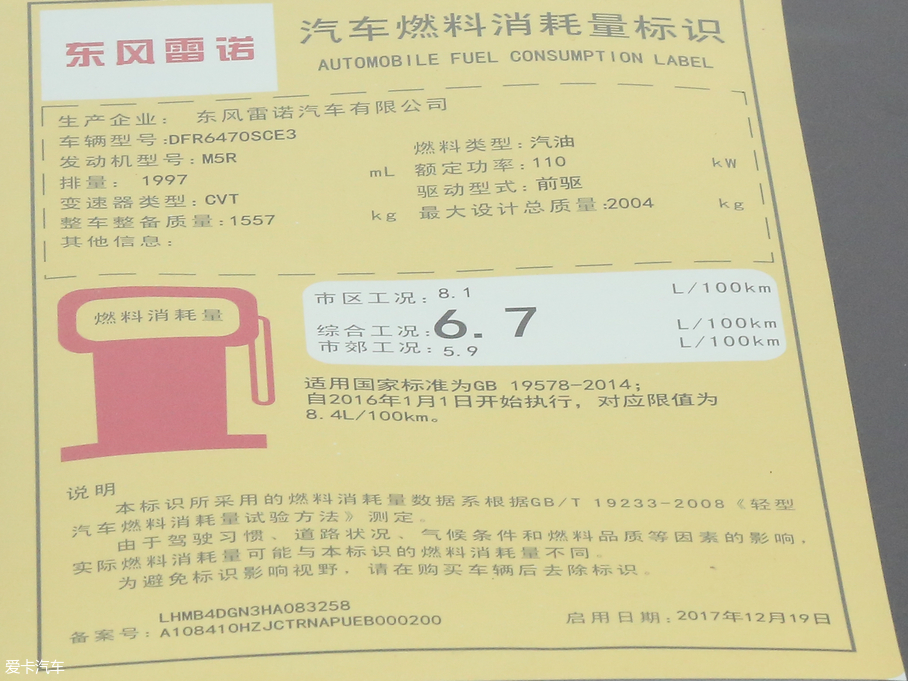 东风雷诺
汽车燃料消耗量标识
AUTOMOBILE FUEL CONSUMPTION LABEL
生产企业： 东风雷诺汽车有限公司
车辆型号:DFR6470SCE3
发动机型号:M5R 燃料类型:汽油
排量： 1997 mL 额定功率:110 kW
变速器类型:CVT 驱动型式:前驱
整车整备质量:1557 kg 最大设计总质量:2004 kg
其他信息:
燃料消耗量
市区工况:8.1 L/100km
综合工况:6.7 L/100km
市郊工况:5.9 L/100km
适用国家标准为GB 19578-2014;
自2016年1月1日开始执行，对应限值为
8.4L/100km。
说明
本标识所采用的燃料消耗量数据系根据GB/T 19233-2008《轻型
汽车燃料消耗量试验方法》测定。
由于驾驶习惯、道路状况、气候条件和燃料品质等因素的影响，
实际燃料消耗量可能与本标识的燃料消耗量不同。
为避免标识影响视野，请在购买车辆后去除标识。
LHMB4DGN3HA083258
备案号:A108410HZJCTRNAPUEB000200
启用日期:2017年12月19日
爱卡汽车